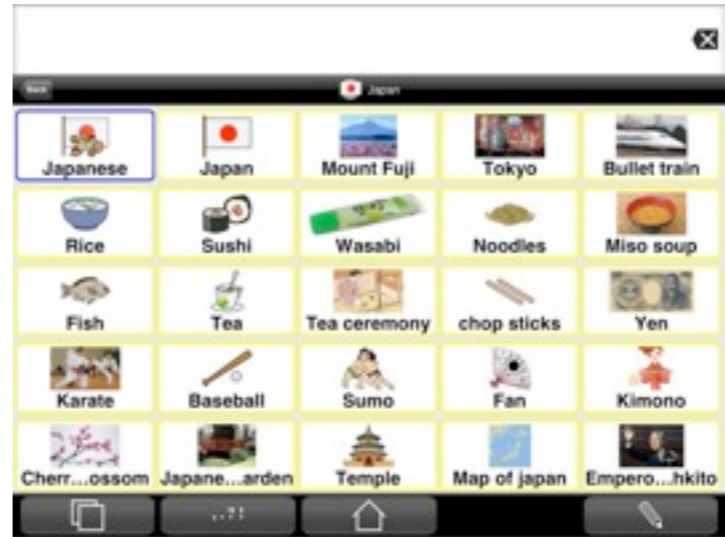 Back
Japan
Japanese Japan Mount Fuji Tokyo Bullet train
Rice Sushi Wasabi Noodles Miso soup
Fish Tea Tea ceremony chop sticks Yen
Karate Baseball Sumo Fan Kimono
Cherr...ossom Japane...arden Temple Map of japan Empero...hkito